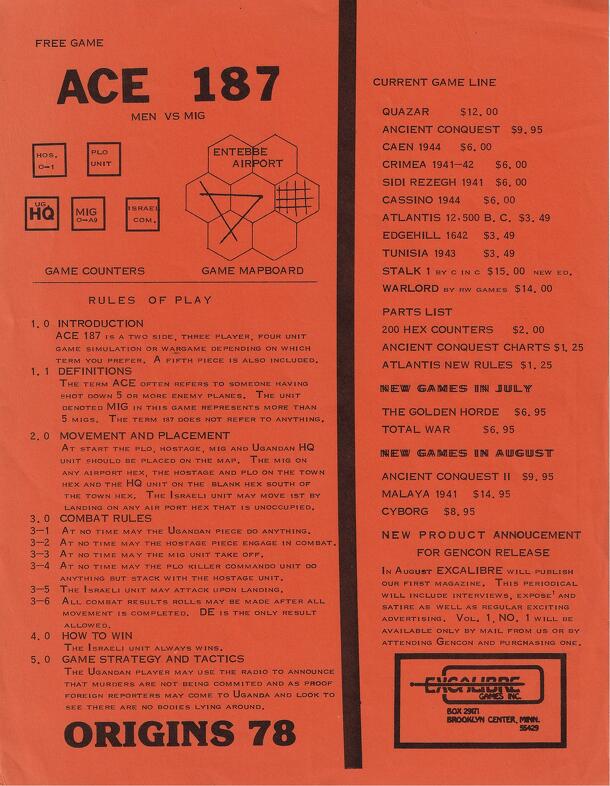 FREE GAME
ACE 187
MEN VS MIG
HOS.
0-1
PLO
UNIT
UG
HQ
MIG
0-A9
ISRAEL
COM.
ENTEBBE
AIRPORT
GAME COUNTERS
GAME MAPBOARD
RULES OF PLAY
1.0 INTRODUCTION
ACE 187 IS A TWO SIDE, THREE PLAYER, FOUR UNIT
GAME SIMULATION OR WARGAME DEPENDING ON WHICH
TERM YOU PREFER. A FIFTH PIECE IS ALSO INCLUDED.
1.1 DEFINITIONS
THE TERM ACE OFTEN REFERS TO SOMEONE HAVING
SHOT DOWN 5 OR MORE ENEMY PLANES. THE UNIT
DENOTED MIG IN THIS GAME REPRESENTS MORE THAN
5 MIGS. THE TERM 187 DOES NOT REFER TO ANYTHING.
2.0 MOVEMENT AND PLACEMENT
AT START THE PLO, HOSTAGE, MIG AND UGANDAN HQ
UNIT SHOULD BE PLACED ON THE MAP. THE MIG ON
ANY AIRPORT HEX, THE HOSTAGE AND PLO ON THE TOWN
HEX AND THE HQ UNIT ON THE BLANK HEX SOUTH OF
THE TOWN HEX. THE ISRAELI UNIT MAY MOVE 1ST BY
LANDING ON ANY AIR PORT HEX THAT IS UNOCCUPIED.
3.0 COMBAT RULES
3-1 AT NO TIME MAY THE UGANDAN PIECE DO ANYTHING.
3-2 AT NO TIME MAY THE HOSTAGE PIECE ENGAGE IN COMBAT.
3-3 AT NO TIME MAY THE MIG UNIT TAKE OFF.
3-4 AT NO TIME MAY THE PLO KILLER COMMANDO UNIT DO
ANYTHING BUT STACK WITH THE HOSTAGE UNIT.
3-5 THE ISRAELI UNIT MAY ATTACK UPON LANDING.
3-6 ALL COMBAT RESULTS ROLLS MAY BE MADE AFTER ALL
MOVEMENT IS COMPLETED. DE IS THE ONLY RESULT
ALLOWED.
4.0 HOW TO WIN
THE ISRAELI UNIT ALWAYS WINS.
5.0 GAME STRATEGY AND TACTICS
THE UGANDAN PLAYER MAY USE THE RADIO TO ANNOUNCE
THAT MURDERS ARE NOT BEING COMMITED AND AS PROOF
FOREIGN REPORTERS MAY COME TO UGANDA AND LOOK TO
SEE THERE ARE NO BODIES LYING AROUND.
ORIGINS 78
CURRENT GAME LINE
QUAZAR $12.00
ANCIENT CONQUEST $9.95
CAEN 1944 $6.00
CRIMEA 1941-42 $6.00
SIDI REZEGH 1941 $6.00
CASSINO 1944 $6.00
ATLANTIS 12,500 B.C. $3.49
EDGEHILL 1642 $3.49
TUNISIA 1943 $3.49
STALK 1 BY C IN C $15.00 NEW ED.
WARLORD BY RW GAMES $14.00
PARTS LIST
200 HEX COUNTERS $2.00
ANCIENT CONQUEST CHARTS $1.25
ATLANTIS NEW RULES $1.25
NEW GAMES IN JULY
THE GOLDEN HORDE $6.95
TOTAL WAR $6.95
NEW GAMES IN AUGUST
ANCIENT CONQUEST II $9.95
MALAYA 1941 $14.95
CYBORG $8.95
NEW PRODUCT ANNOUCEMENT
FOR GENCON RELEASE
IN AUGUST EXCALIBRE WILL PUBLISH
OUR FIRST MAGAZINE. THIS PERIODICAL
WILL INCLUDE INTERVIEWS, EXPOSE' AND
SATIRE AS WELL AS REGULAR EXCITING
ADVERTISING. VOL. 1, NO. 1 WILL BE
AVAILABLE ONLY BY MAIL FROM US OR BY
ATTENDING GENCON AND PURCHASING ONE.
EXCALIBRE
GAMES INC.
BOX 29171
BROOKLYN CENTER, MINN.
55429